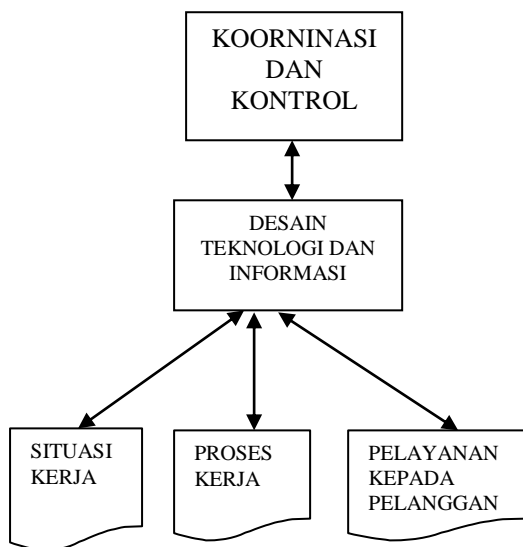 KOORNINASI
DAN
KONTROL
DESAIN
TEKNOLOGI DAN
INFORMASI
SITUASI
KERJA
PROSES
KERJA
PELAYANAN
KEPADA
PELANGGAN